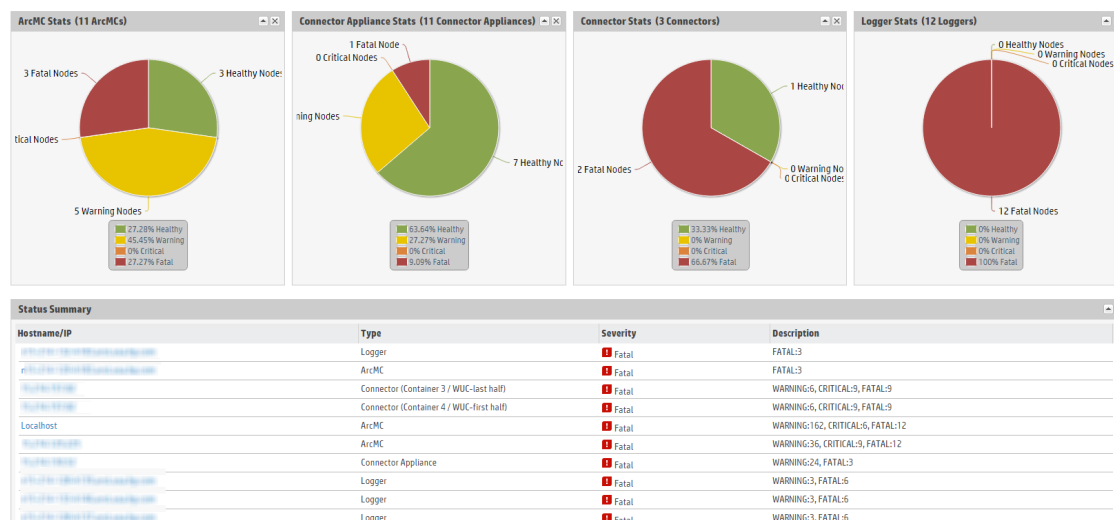 ArcMC Stats (11 ArcMCs)
3 Fatal Nodes
3 Healthy Nodes
tical Nodes
5 Warning Nodes
27.28% Healthy
45.45% Warning
0% Critical
27.27% Fatal
Connector Appliance Stats (11 Connector Appliances)
1 Fatal Node
0 Critical Nodes
ning Nodes
7 Healthy No
63.64% Healthy
27.27% Warning
0% Critical
9.09% Fatal
Connector Stats (3 Connectors)
1 Healthy Noc
2 Fatal Nodes
0 Warning No
0 Critical Nodes
33.33% Healthy
0% Warning
0% Critical
66.67% Fatal
Logger Stats (12 Loggers)
0 Healthy Nodes
0 Warning Nodes
0 Critical Nodes
12 Fatal Nodes
0% Healthy
0% Warning
0% Critical
100% Fatal
Status Summary
Hostname/IP Type Severity Description
Logger Fatal FATAL:3
ArcMC Fatal FATAL:3
Connector (Container 3 / WUC-last half) Fatal WARNING:6, CRITICAL:9, FATAL:9
Connector (Container 4 / WUC-first half) Fatal WARNING:6, CRITICAL:9, FATAL:9
Localhost ArcMC Fatal WARNING:162, CRITICAL:6, FATAL:12
ArcMC Fatal WARNING:36, CRITICAL:9, FATAL:12
Connector Appliance Fatal WARNING:24, FATAL:3
Logger Fatal WARNING:3, FATAL:6
Logger Fatal WARNING:3, FATAL:6
Logger Fatal WARNING:3, FATAL:6